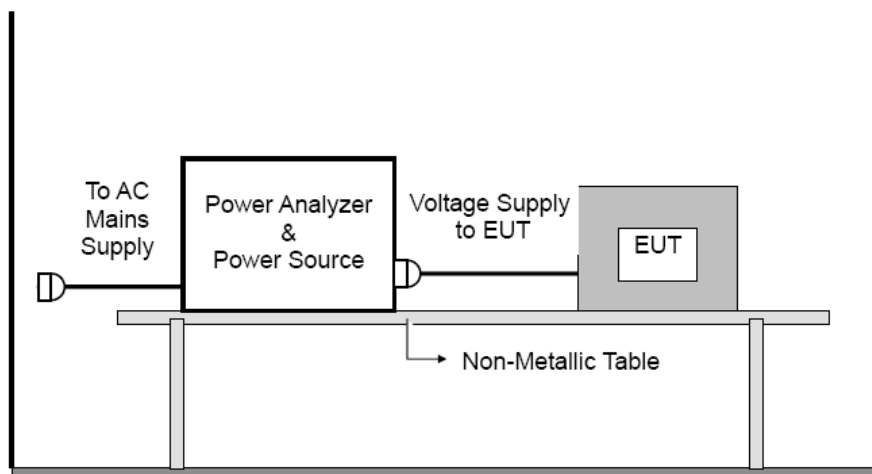 To AC
Mains
Supply
Power Analyzer
&
Power Source
Voltage Supply
to EUT
EUT
Non-Metallic Table